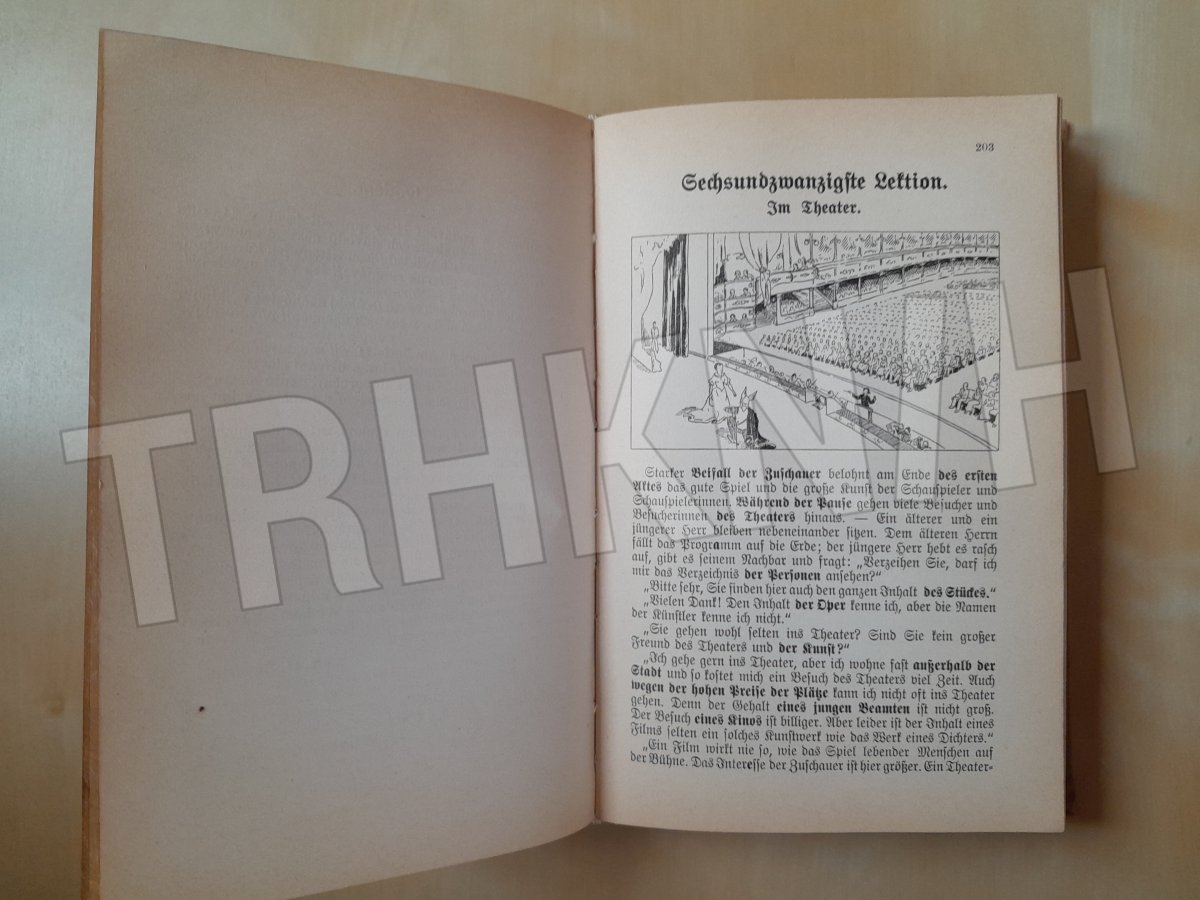 203
Sechsundzwanzigste Lektion.
Im Theater.
Starker Beifall der Zuschauer belohnt am Ende des ersten
Aktes das gute Spiel und die große Kunst der Schauspieler und
Schauspielerinnen. Während der Pause gehen viele Besucher und
Besucherinnen des Theaters hinaus. — Ein älterer und ein
jüngerer Herr bleiben nebeneinander sitzen. Dem älteren Herrn
fällt das Programm auf die Erde; der jüngere Herr hebt es rasch
auf, gibt es seinem Nachbar und fragt: „Verzeihen Sie, darf ich
mir das Verzeichnis der Personen ansehen?“
„Bitte sehr, Sie finden hier auch den ganzen Inhalt des Stückes.“
„Vielen Dank! Den Inhalt der Oper kenne ich, aber die Namen
der Künstler kenne ich nicht.“
„Sie gehen wohl selten ins Theater? Sind Sie kein großer
Freund des Theaters und der Kunst?“
„Ich gehe gern ins Theater, aber ich wohne fast außerhalb der
Stadt und so kostet mich ein Besuch des Theaters viel Zeit. Auch
wegen der hohen Preise der Plätze kann ich nicht oft ins Theater
gehen. Denn der Gehalt eines jungen Beamten ist nicht groß.
Der Besuch eines Kinos ist billiger. Aber leider ist der Inhalt eines
Films selten ein solches Kunstwerk wie das Werk eines Dichters.“
„Ein Film wirkt nie so, wie das Spiel lebender Menschen auf
der Bühne. Das Interesse der Zuschauer ist hier größer. Ein Theater-
TRHKNIH